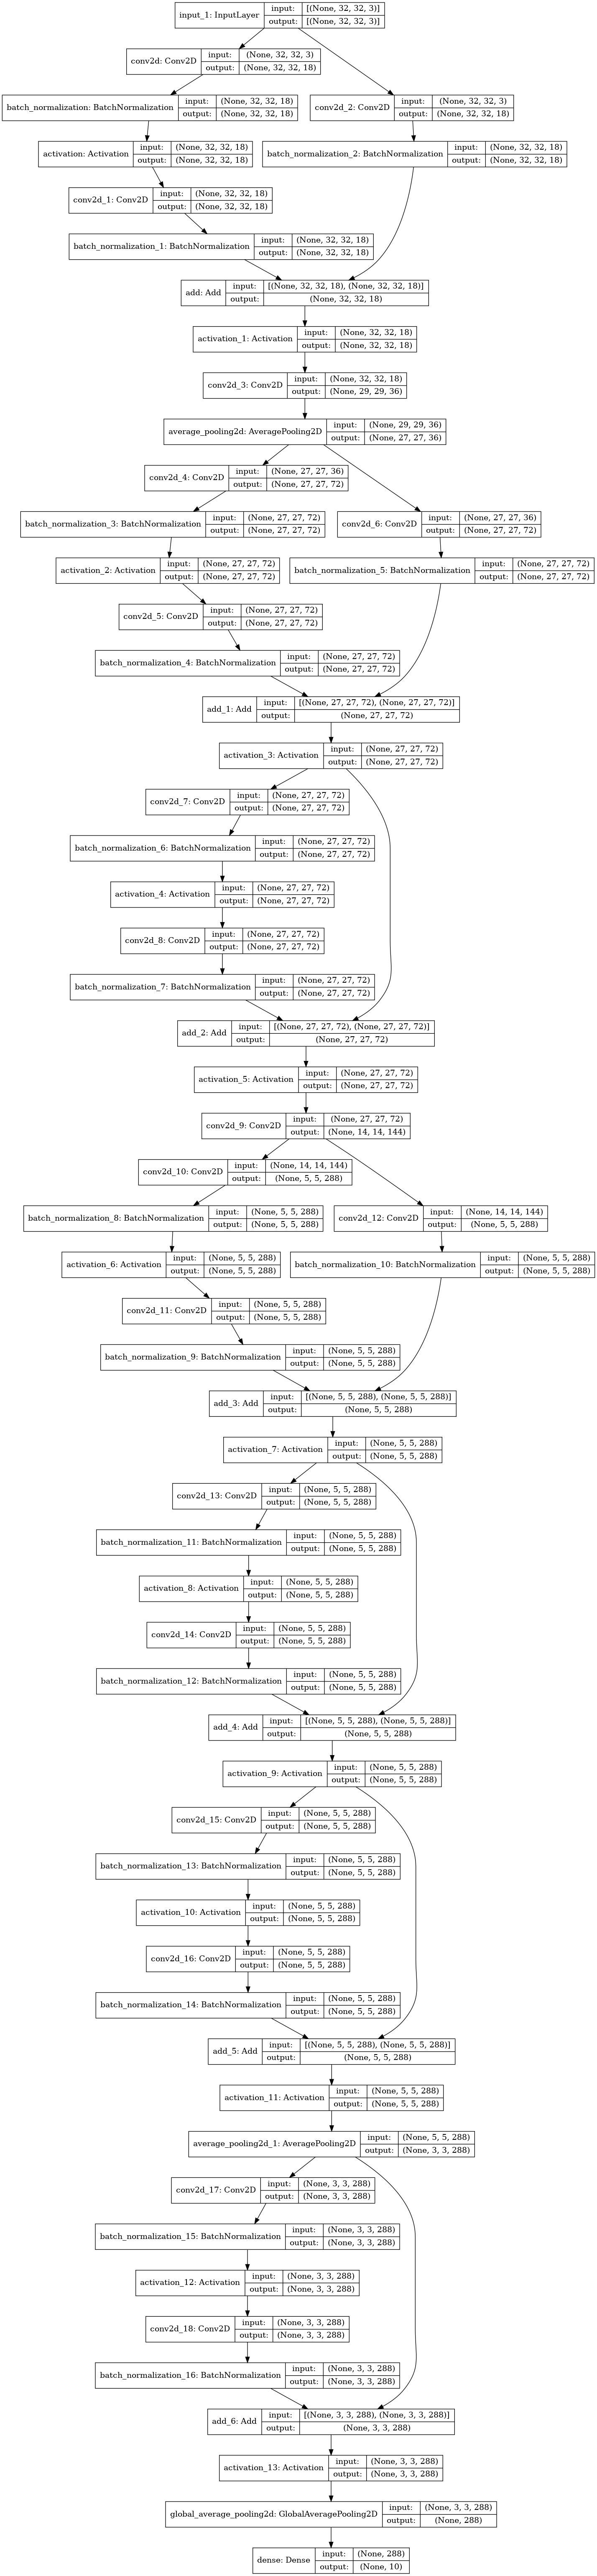 input_1: InputLayer input: [(None, 32, 32, 3)]
output: [(None, 32, 32, 3)]
conv2d: Conv2D input: (None, 32, 32, 3)
output: (None, 32, 32, 18)
batch_normalization: BatchNormalization input: (None, 32, 32, 18)
output: (None, 32, 32, 18)
conv2d_2: Conv2D input: (None, 32, 32, 3)
output: (None, 32, 32, 18)
activation: Activation input: (None, 32, 32, 18)
output: (None, 32, 32, 18)
batch_normalization_2: BatchNormalization input: (None, 32, 32, 18)
output: (None, 32, 32, 18)
conv2d_1: Conv2D input: (None, 32, 32, 18)
output: (None, 32, 32, 18)
batch_normalization_1: BatchNormalization input: (None, 32, 32, 18)
output: (None, 32, 32, 18)
add: Add input: [(None, 32, 32, 18), (None, 32, 32, 18)]
output: (None, 32, 32, 18)
activation_1: Activation input: (None, 32, 32, 18)
output: (None, 32, 32, 18)
conv2d_3: Conv2D input: (None, 32, 32, 18)
output: (None, 29, 29, 36)
average_pooling2d: AveragePooling2D input: (None, 29, 29, 36)
output: (None, 27, 27, 36)
conv2d_4: Conv2D input: (None, 27, 27, 36)
output: (None, 27, 27, 72)
batch_normalization_3: BatchNormalization input: (None, 27, 27, 72)
output: (None, 27, 27, 72)
conv2d_6: Conv2D input: (None, 27, 27, 36)
output: (None, 27, 27, 72)
activation_2: Activation input: (None, 27, 27, 72)
output: (None, 27, 27, 72)
batch_normalization_5: BatchNormalization input: (None, 27, 27, 72)
output: (None, 27, 27, 72)
conv2d_5: Conv2D input: (None, 27, 27, 72)
output: (None, 27, 27, 72)
batch_normalization_4: BatchNormalization input: (None, 27, 27, 72)
output: (None, 27, 27, 72)
add_1: Add input: [(None, 27, 27, 72), (None, 27, 27, 72)]
output: (None, 27, 27, 72)
activation_3: Activation input: (None, 27, 27, 72)
output: (None, 27, 27, 72)
conv2d_7: Conv2D input: (None, 27, 27, 72)
output: (None, 27, 27, 72)
batch_normalization_6: BatchNormalization input: (None, 27, 27, 72)
output: (None, 27, 27, 72)
activation_4: Activation input: (None, 27, 27, 72)
output: (None, 27, 27, 72)
conv2d_8: Conv2D input: (None, 27, 27, 72)
output: (None, 27, 27, 72)
batch_normalization_7: BatchNormalization input: (None, 27, 27, 72)
output: (None, 27, 27, 72)
add_2: Add input: [(None, 27, 27, 72), (None, 27, 27, 72)]
output: (None, 27, 27, 72)
activation_5: Activation input: (None, 27, 27, 72)
output: (None, 27, 27, 72)
conv2d_9: Conv2D input: (None, 27, 27, 72)
output: (None, 14, 14, 144)
conv2d_10: Conv2D input: (None, 14, 14, 144)
output: (None, 5, 5, 288)
batch_normalization_8: BatchNormalization input: (None, 5, 5, 288)
output: (None, 5, 5, 288)
conv2d_12: Conv2D input: (None, 14, 14, 144)
output: (None, 5, 5, 288)
activation_6: Activation input: (None, 5, 5, 288)
output: (None, 5, 5, 288)
batch_normalization_10: BatchNormalization input: (None, 5, 5, 288)
output: (None, 5, 5, 288)
conv2d_11: Conv2D input: (None, 5, 5, 288)
output: (None, 5, 5, 288)
batch_normalization_9: BatchNormalization input: (None, 5, 5, 288)
output: (None, 5, 5, 288)
add_3: Add input: [(None, 5, 5, 288), (None, 5, 5, 288)]
output: (None, 5, 5, 288)
activation_7: Activation input: (None, 5, 5, 288)
output: (None, 5, 5, 288)
conv2d_13: Conv2D input: (None, 5, 5, 288)
output: (None, 5, 5, 288)
batch_normalization_11: BatchNormalization input: (None, 5, 5, 288)
output: (None, 5, 5, 288)
activation_8: Activation input: (None, 5, 5, 288)
output: (None, 5, 5, 288)
conv2d_14: Conv2D input: (None, 5, 5, 288)
output: (None, 5, 5, 288)
batch_normalization_12: BatchNormalization input: (None, 5, 5, 288)
output: (None, 5, 5, 288)
add_4: Add input: [(None, 5, 5, 288), (None, 5, 5, 288)]
output: (None, 5, 5, 288)
activation_9: Activation input: (None, 5, 5, 288)
output: (None, 5, 5, 288)
conv2d_15: Conv2D input: (None, 5, 5, 288)
output: (None, 5, 5, 288)
batch_normalization_13: BatchNormalization input: (None, 5, 5, 288)
output: (None, 5, 5, 288)
activation_10: Activation input: (None, 5, 5, 288)
output: (None, 5, 5, 288)
conv2d_16: Conv2D input: (None, 5, 5, 288)
output: (None, 5, 5, 288)
batch_normalization_14: BatchNormalization input: (None, 5, 5, 288)
output: (None, 5, 5, 288)
add_5: Add input: [(None, 5, 5, 288), (None, 5, 5, 288)]
output: (None, 5, 5, 288)
activation_11: Activation input: (None, 5, 5, 288)
output: (None, 5, 5, 288)
average_pooling2d_1: AveragePooling2D input: (None, 5, 5, 288)
output: (None, 3, 3, 288)
conv2d_17: Conv2D input: (None, 3, 3, 288)
output: (None, 3, 3, 288)
batch_normalization_15: BatchNormalization input: (None, 3, 3, 288)
output: (None, 3, 3, 288)
activation_12: Activation input: (None, 3, 3, 288)
output: (None, 3, 3, 288)
conv2d_18: Conv2D input: (None, 3, 3, 288)
output: (None, 3, 3, 288)
batch_normalization_16: BatchNormalization input: (None, 3, 3, 288)
output: (None, 3, 3, 288)
add_6: Add input: [(None, 3, 3, 288), (None, 3, 3, 288)]
output: (None, 3, 3, 288)
activation_13: Activation input: (None, 3, 3, 288)
output: (None, 3, 3, 288)
global_average_pooling2d: GlobalAveragePooling2D input: (None, 3, 3, 288)
output: (None, 288)
dense: Dense input: (None, 288)
output: (None, 10)